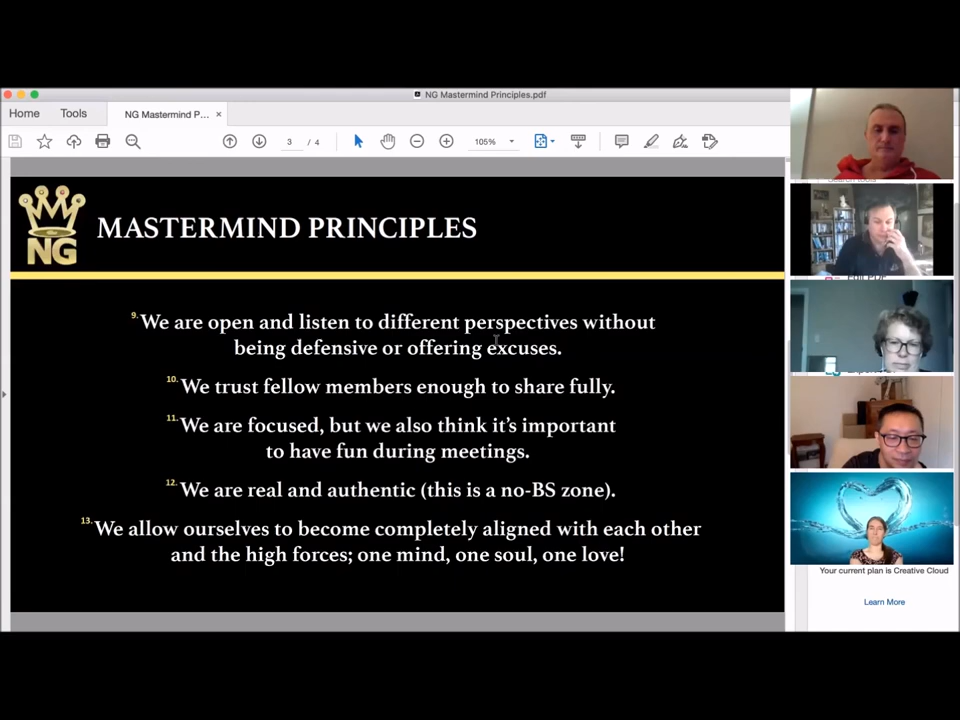 NG Mastermind Principles.pdf
Home
Tools
NG Mastermind P...
3 / 4
105%
NG
MASTERMIND PRINCIPLES
9. We are open and listen to different perspectives without
being defensive or offering excuses.
10. We trust fellow members enough to share fully.
11. We are focused, but we also think it's important
to have fun during meetings.
12. We are real and authentic (this is a no-BS zone).
13. We allow ourselves to become completely aligned with each other
and the high forces; one mind, one soul, one love!
Your current plan is Creative Cloud
Learn More